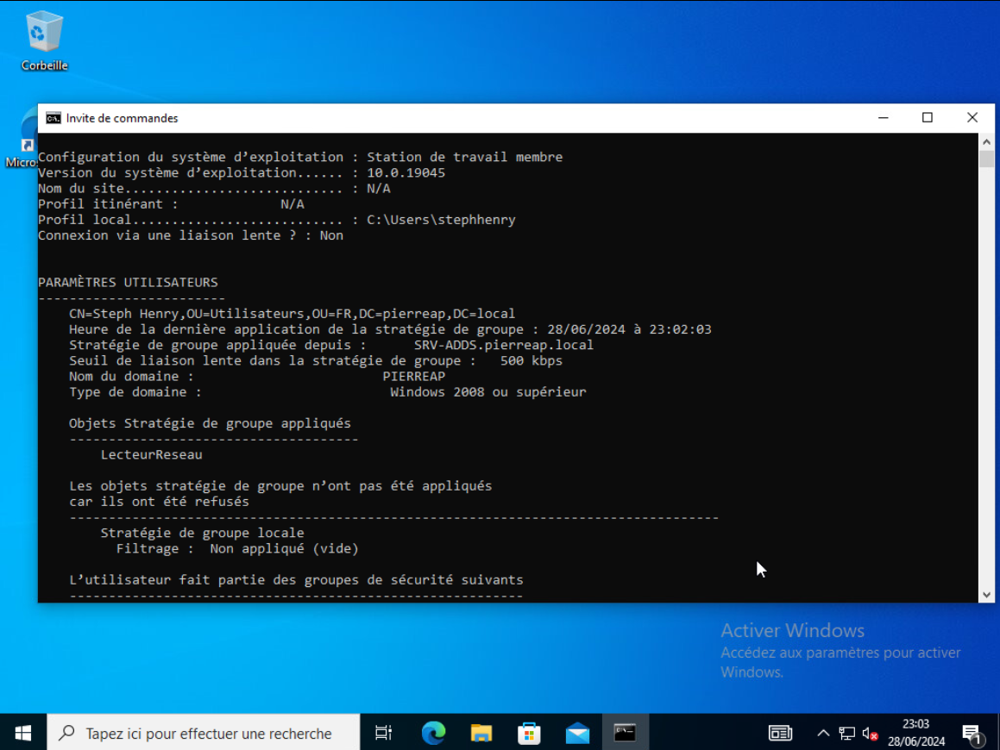 Corbeille
Micro
Invite de commandes
Configuration du système d’exploitation : Station de travail membre
Version du système d’exploitation...... : 10.0.19045
Nom du site............................ : N/A
Profil itinérant :             N/A
Profil local........................... : C:\Users\stephhenry
Connexion via une liaison lente ? : Non
PARAMÈTRES UTILISATEURS
-----------------------
CN=Steph Henry,OU=Utilisateurs,OU=FR,DC=pierreap,DC=local
Heure de la dernière application de la stratégie de groupe : 28/06/2024 à 23:02:03
Stratégie de groupe appliquée depuis :      SRV-ADDS.pierreap.local
Seuil de liaison lente dans la stratégie de groupe :   500 kbps
Nom du domaine :                        PIERREAP
Type de domaine :                        Windows 2008 ou supérieur
Objets Stratégie de groupe appliqués
-------------------------------------
LecteurReseau
Les objets stratégie de groupe n’ont pas été appliqués
car ils ont été refusés
-----------------------------------------------------------------------------------
Stratégie de groupe locale
Filtrage :  Non appliqué (vide)
L’utilisateur fait partie des groupes de sécurité suivants
----------------------------------------------------------
Activer Windows
Accédez aux paramètres pour activer
Windows.
Tapez ici pour effectuer une recherche
23:03
28/06/2024
1